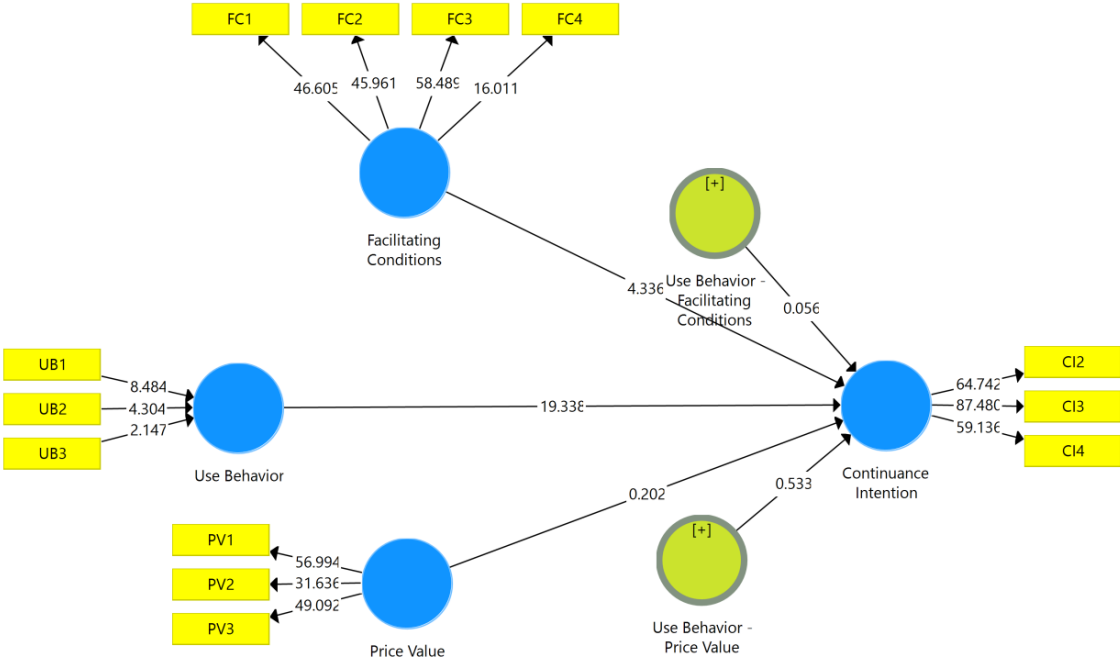 FC1
FC2
FC3
FC4
46.605
45.961
58.489
16.011
[+]
Facilitating
Conditions
4.336
Use Behavior -
Facilitating
Conditions
0.056
UB1
UB2
UB3
8.484
4.304
2.147
Use Behavior
19.338
CI2
CI3
CI4
64.742
87.480
59.136
Continuance
Intention
0.202
0.533
PV1
PV2
PV3
56.994
31.636
49.092
Price Value
[+]
Use Behavior -
Price Value